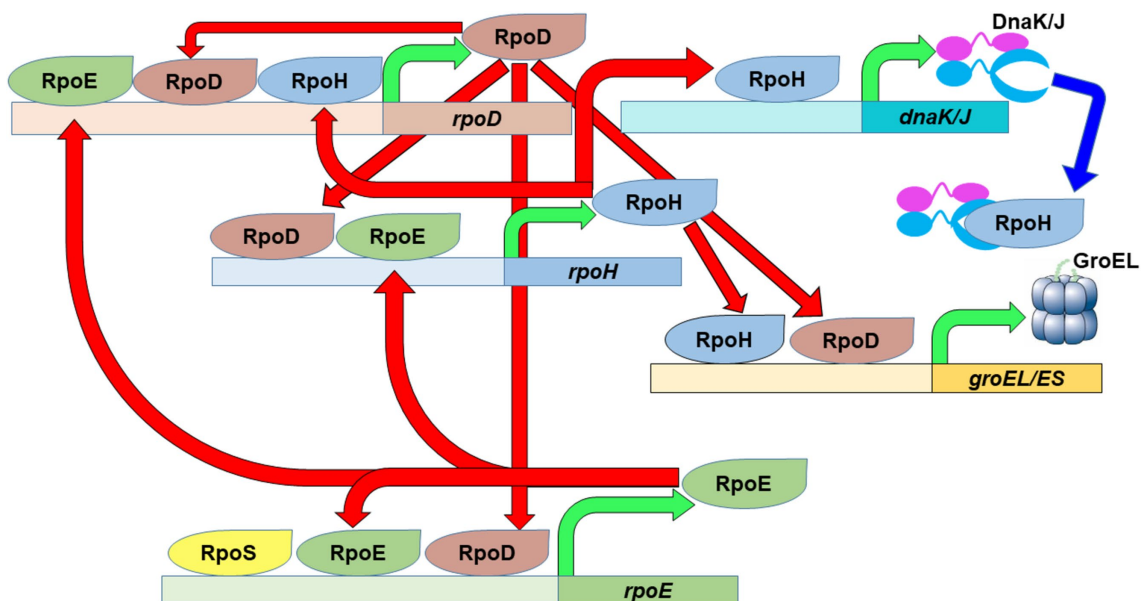 RpoD
DnaK/J
RpoE
RpoD
RpoH
RpoH
rpoD
dnaK/J
RpoH
RpoH
RpoD
RpoE
rpoH
GroEL
RpoH
RpoD
groEL/ES
RpoE
RpoS
RpoE
RpoD
rpoE